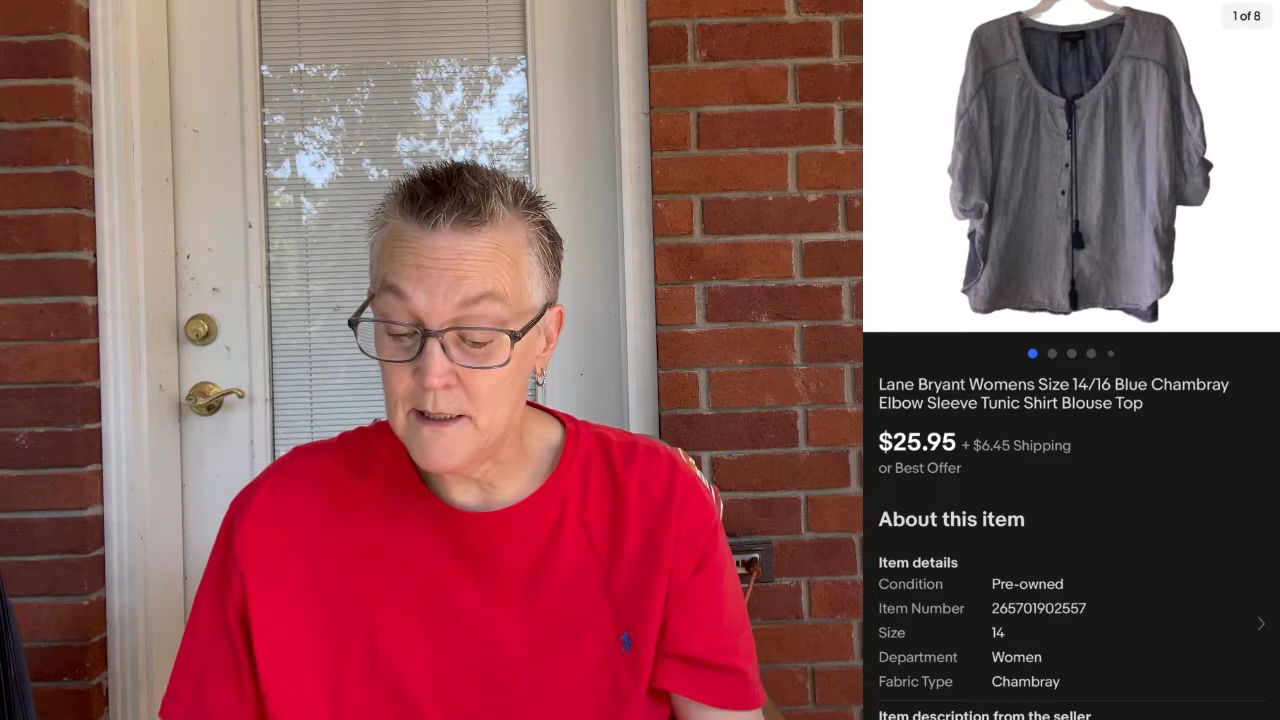 1 of 8
Lane Bryant Womens Size 14/16 Blue Chambray
Elbow Sleeve Tunic Shirt Blouse Top
$25.95 + $6.45 Shipping
or Best Offer
About this item
Item details
Condition Pre-owned
Item Number 265701902557
Size 14
Department Women
Fabric Type Chambray
Item description from the seller